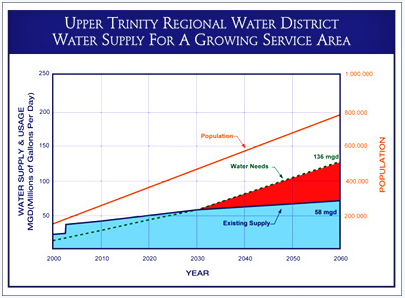 UPPER TRINITY REGIONAL WATER DISTRICT
WATER SUPPLY FOR A GROWING SERVICE AREA
WATER SUPPLY & USAGE
MGD(Millions of Gallons Per Day)
250
200
150
100
50
1.000.000
800.000
600.000
400.000
200.000
POPULATION
Population
Water Needs
136 mgd
Existing Supply
58 mgd
2000
2010
2020
2030
2040
2050
2060
YEAR